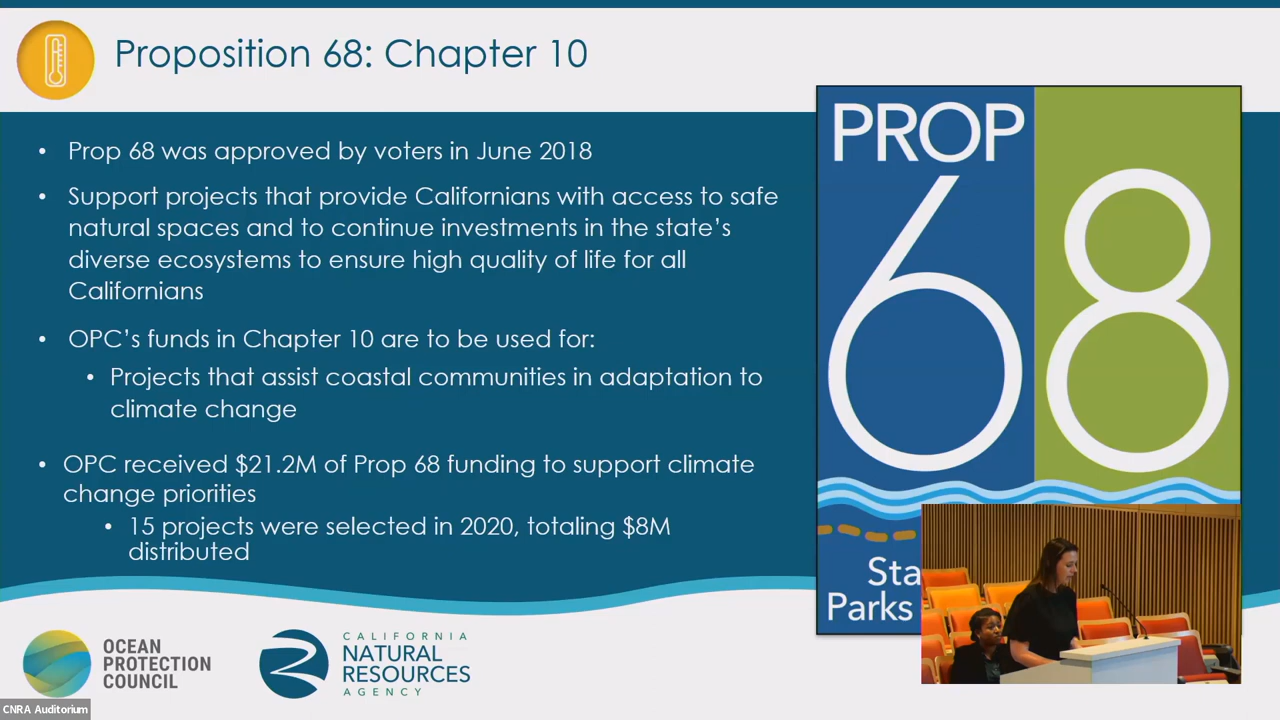 Proposition 68: Chapter 10
• Prop 68 was approved by voters in June 2018
• Support projects that provide Californians with access to safe
natural spaces and to continue investments in the state's
diverse ecosystems to ensure high quality of life for all
Californians
• OPC's funds in Chapter 10 are to be used for:
• Projects that assist coastal communities in adaptation to
climate change
• OPC received $21.2M of Prop 68 funding to support climate
change priorities
• 15 projects were selected in 2020, totaling $8M
distributed
PROP
68
Parks
OCEAN
PROTECTION
COUNCIL
CALIFORNIA
NATURAL
RESOURCES
AGENCY
CNRA Auditorium